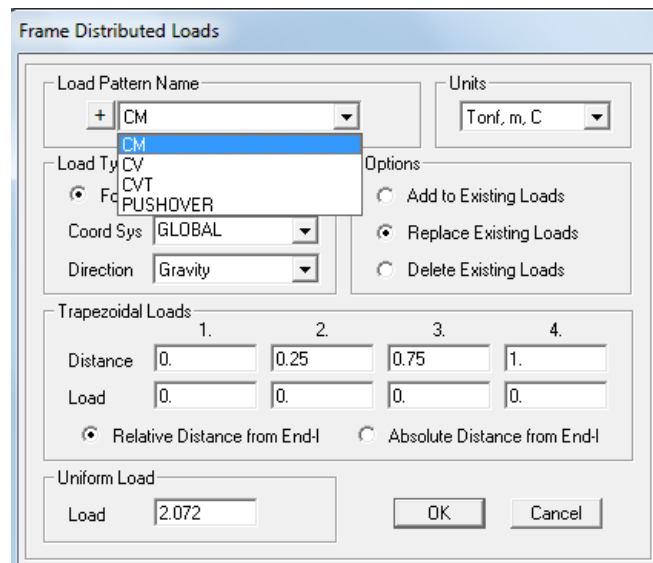 Frame Distributed Loads
Load Pattern Name
Units
+ CM
Tonf, m, C
CM
CV
CVT
PUSHOVER
Load Ty
Options
Fo
Add to Existing Loads
Coord Sys GLOBAL
Replace Existing Loads
Direction Gravity
Delete Existing Loads
Trapezoidal Loads
1. 2. 3. 4.
Distance 0. 0.25 0.75 1.
Load 0. 0. 0. 0.
Relative Distance from End-I Absolute Distance from End-I
Uniform Load
Load 2.072
OK Cancel